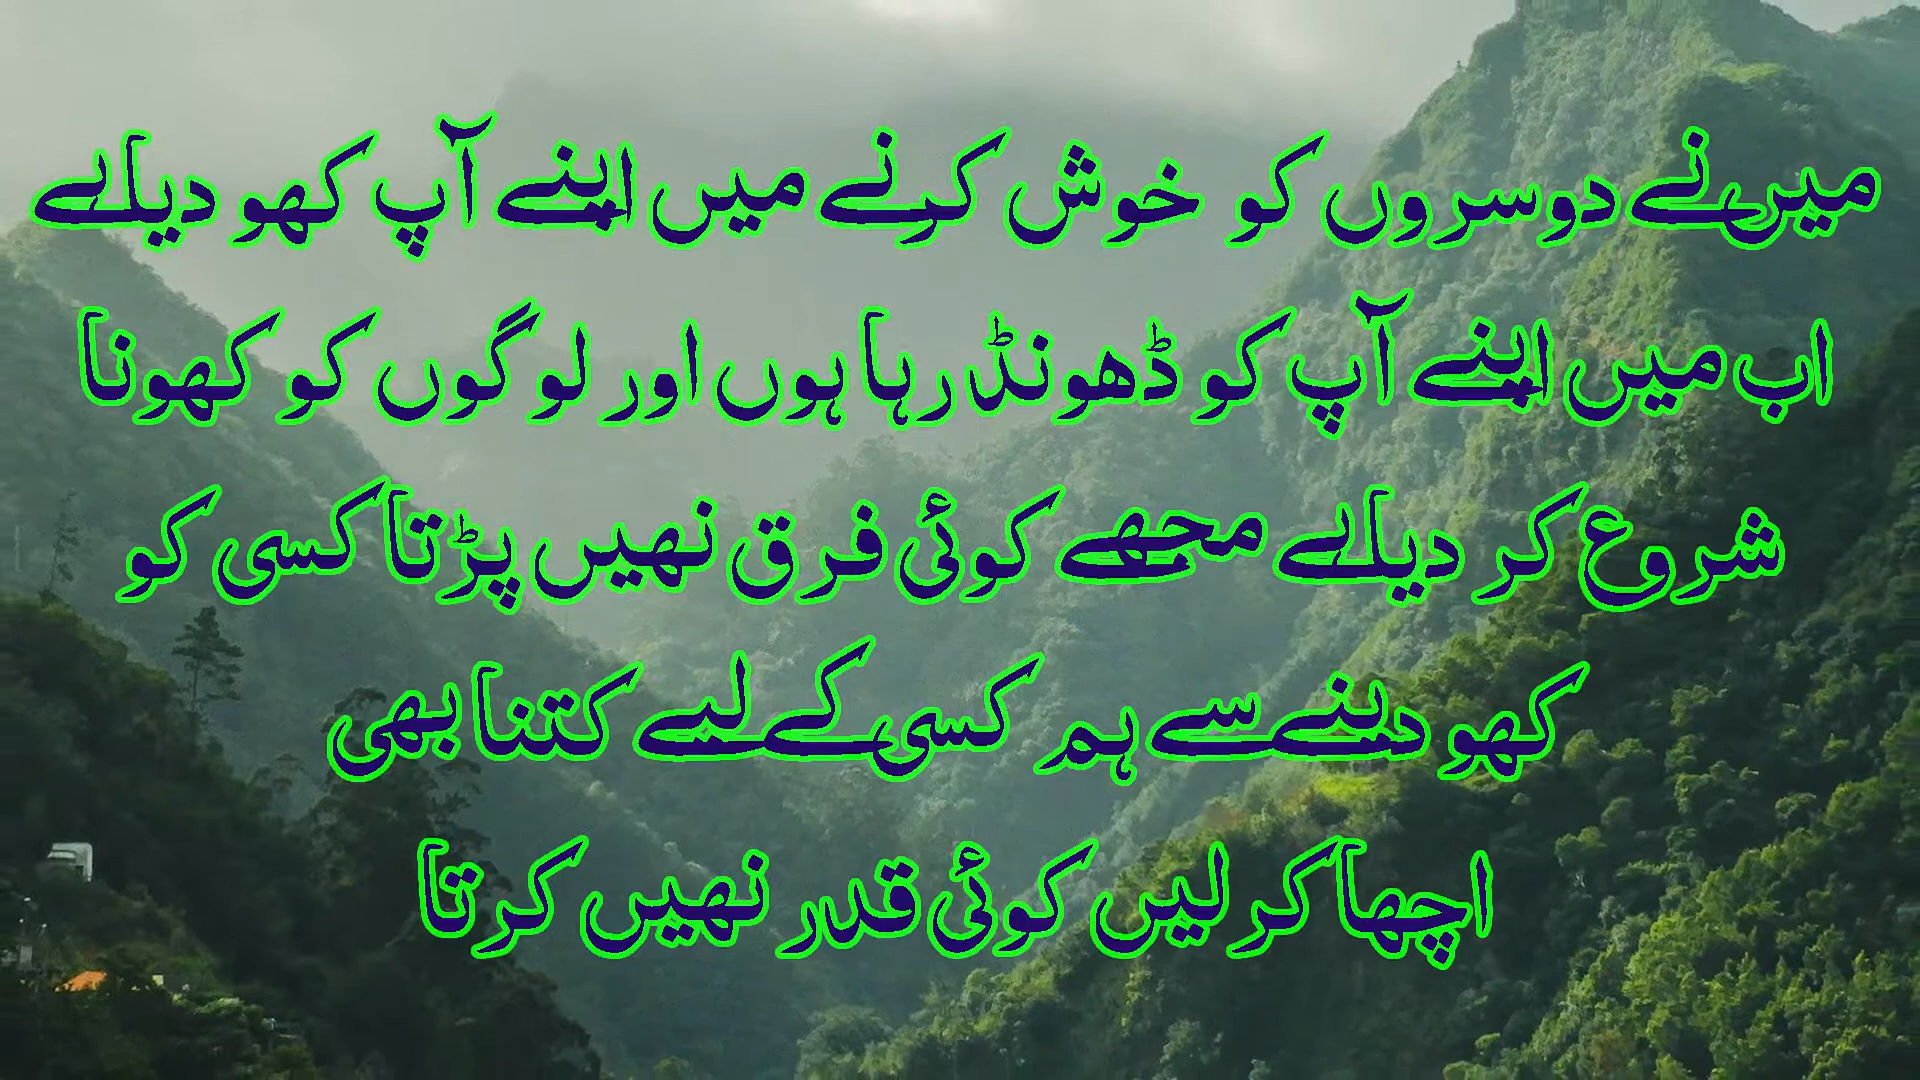 میں نے دوسروں کو خوش کرنے میں اپنے آپ کھو دیا ہے
اب میں اپنے آپ کو ڈھونڈ رہا ہوں اور لوگوں کو کھونا
شروع کر دیا ہے مجھے کوئی فرق نھیں پڑتا کسی کو
کھو دینے سے ہم کسی کے لیے کتنا بھی
اچھا کر لیں کوئی قدر نھیں کرتا